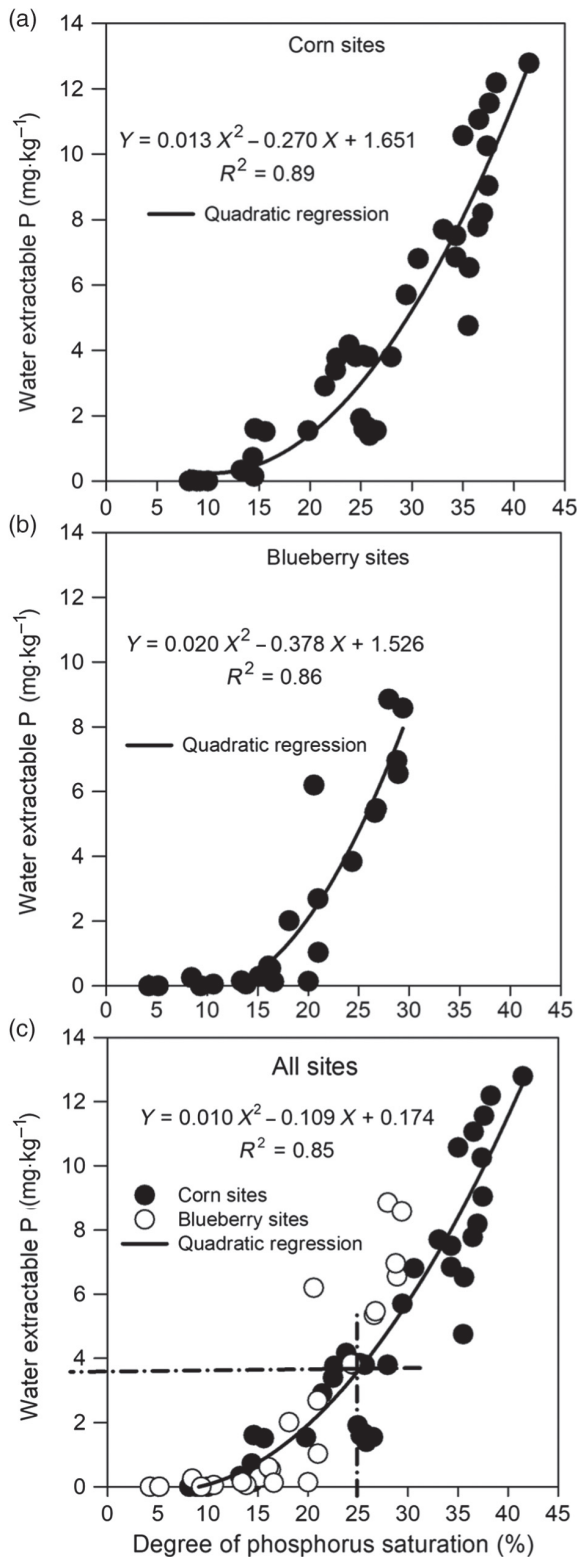 (a)
14
12
10
8
6
4
2
0
Water extractable P (mg·kg⁻¹)
Corn sites
Y = 0.013 X² – 0.270 X + 1.651
R² = 0.89
Quadratic regression
0 5 10 15 20 25 30 35 40 45
(b)
14
12
10
8
6
4
2
0
Water extractable P (mg·kg⁻¹)
Blueberry sites
Y = 0.020 X² – 0.378 X + 1.526
R² = 0.86
Quadratic regression
0 5 10 15 20 25 30 35 40 45
(c)
14
12
10
8
6
4
2
0
Water extractable P (mg·kg⁻¹)
All sites
Y = 0.010 X² – 0.109 X + 0.174
R² = 0.85
Corn sites
Blueberry sites
Quadratic regression
0 5 10 15 20 25 30 35 40 45
Degree of phosphorus saturation (%)